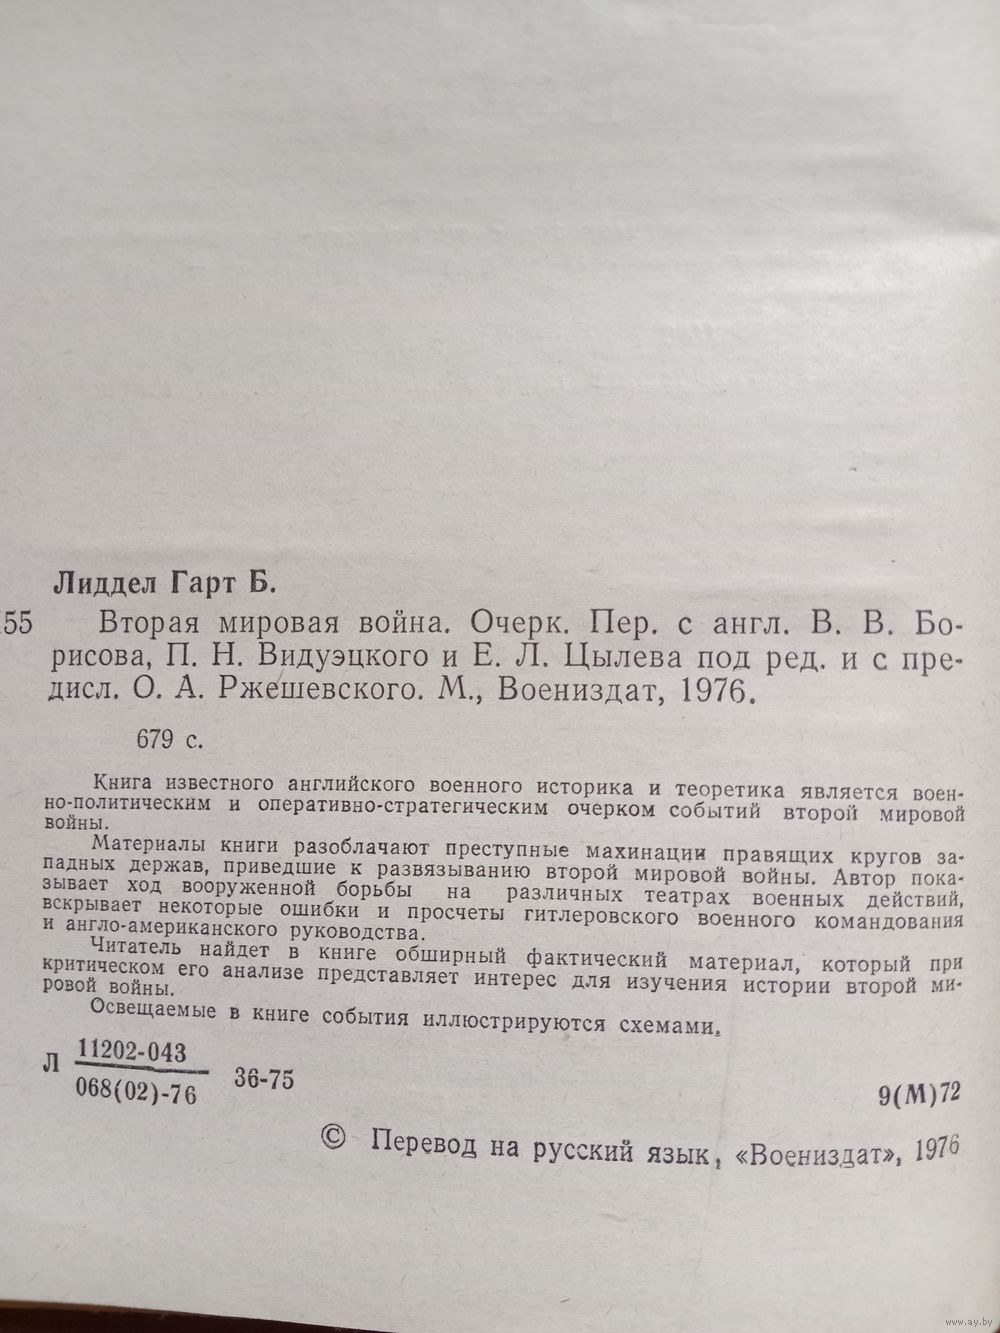 Лиддел Гарт Б.
55 Вторая мировая война. Очерк. Пер. с англ. В. В. Бо-
рисова, П. Н. Видуэцкого и Е. Л. Цылева под ред. и с пре-
дисл. О. А. Ржешевского. М., Воениздат, 1976.
679 с.
Книга известного английского военного историка и теоретика является воен-
но-политическим и оперативно-стратегическим очерком событий второй мировой
войны.
Материалы книги разоблачают преступные махинации правящих кругов за-
падных держав, приведшие к развязыванию второй мировой войны. Автор пока-
зывает ход вооруженной борьбы на различных театрах военных действий,
вскрывает некоторые ошибки и просчеты гитлеровского военного командования
и англо-американского руководства.
Читатель найдет в книге обширный фактический материал, который при
критическом его анализе представляет интерес для изучения истории второй ми-
ровой войны.
Освещаемые в книге события иллюстрируются схемами.
Л 11202-043
068(02)-76 36-75
9(М)72
© Перевод на русский язык, «Воениздат», 1976
www.ay.by